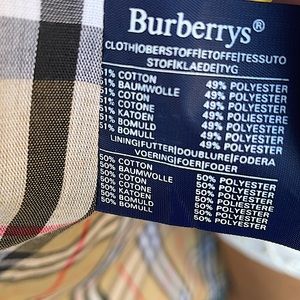 Burberrys®
CLOTH|OBERSTOFF|ETOFFE|TESSUTO
STOF|KLAEDE|TYG
51% COTTON 49% POLYESTER
51% BAUMWOLLE 49% POLYESTER
51% COTON 49% POLYESTER
51% COTONE 49% POLIESTERE
51% KATOEN 49% POLYESTER
51% BOMULD 49% POLYESTER
51% BOMULL 49% POLYESTER
LINING|FUTTER|DOUBLURE|FODERA
VOERING|FOER|FODER
50% COTTON 50% POLYESTER
50% BAUMWOLLE 50% POLYESTER
50% COTON 50% POLYESTER
50% COTONE 50% POLIESTERE
50% KATOEN 50% POLYESTER
50% BOMULD 50% POLYESTER
50% BOMULL 50% POLYESTER